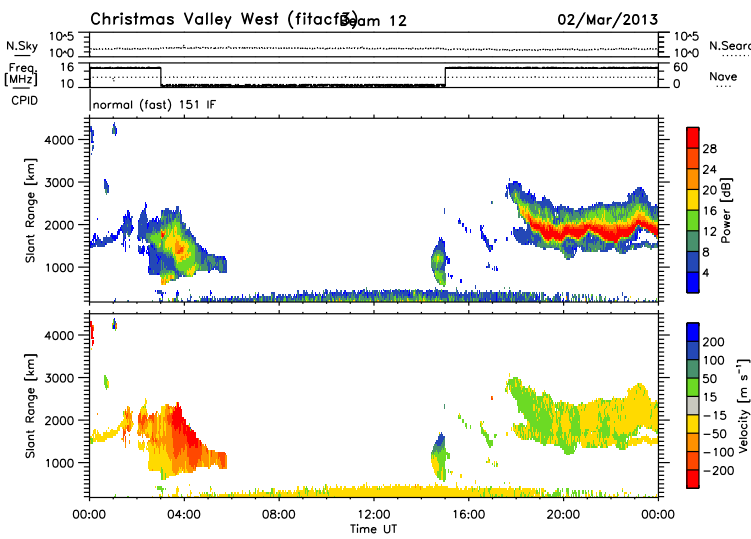 Christmas Valley West (fitacf3) Beam 12 02/Mar/2013
N.Sky 10^5 10^0 10^5 10^0 N.Search
Freq. [MHz] 16 10 60 0 Nave
CPID normal (fast) 151 IF
Slant Range [km] 4000 3000 2000 1000
28 24 20 16 12 8 4 Power [dB]
Slant Range [km] 4000 3000 2000 1000
200 100 50 15 -15 -50 -100 -200 Velocity [m s⁻¹]
00:00 04:00 08:00 12:00 16:00 20:00 00:00
Time UT